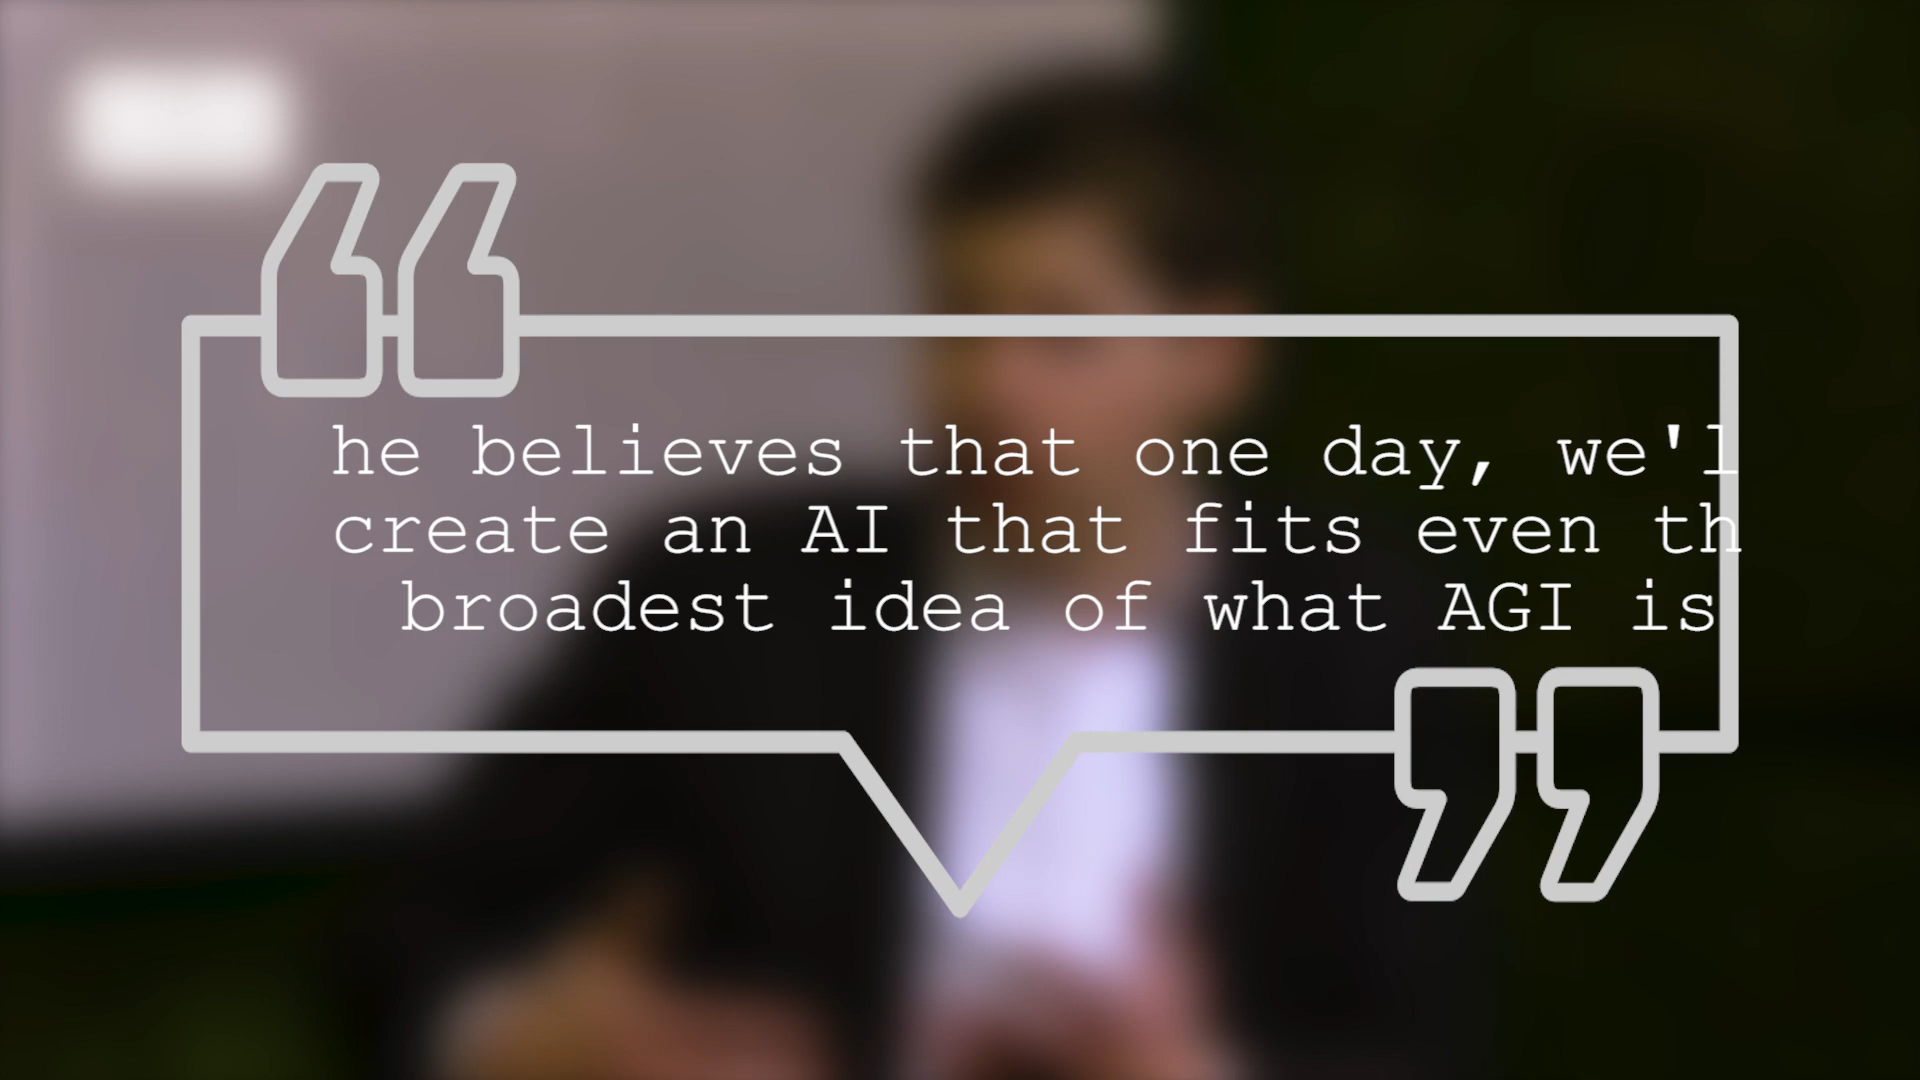 he believes that one day, we'l
create an AI that fits even th
broadest idea of what AGI is